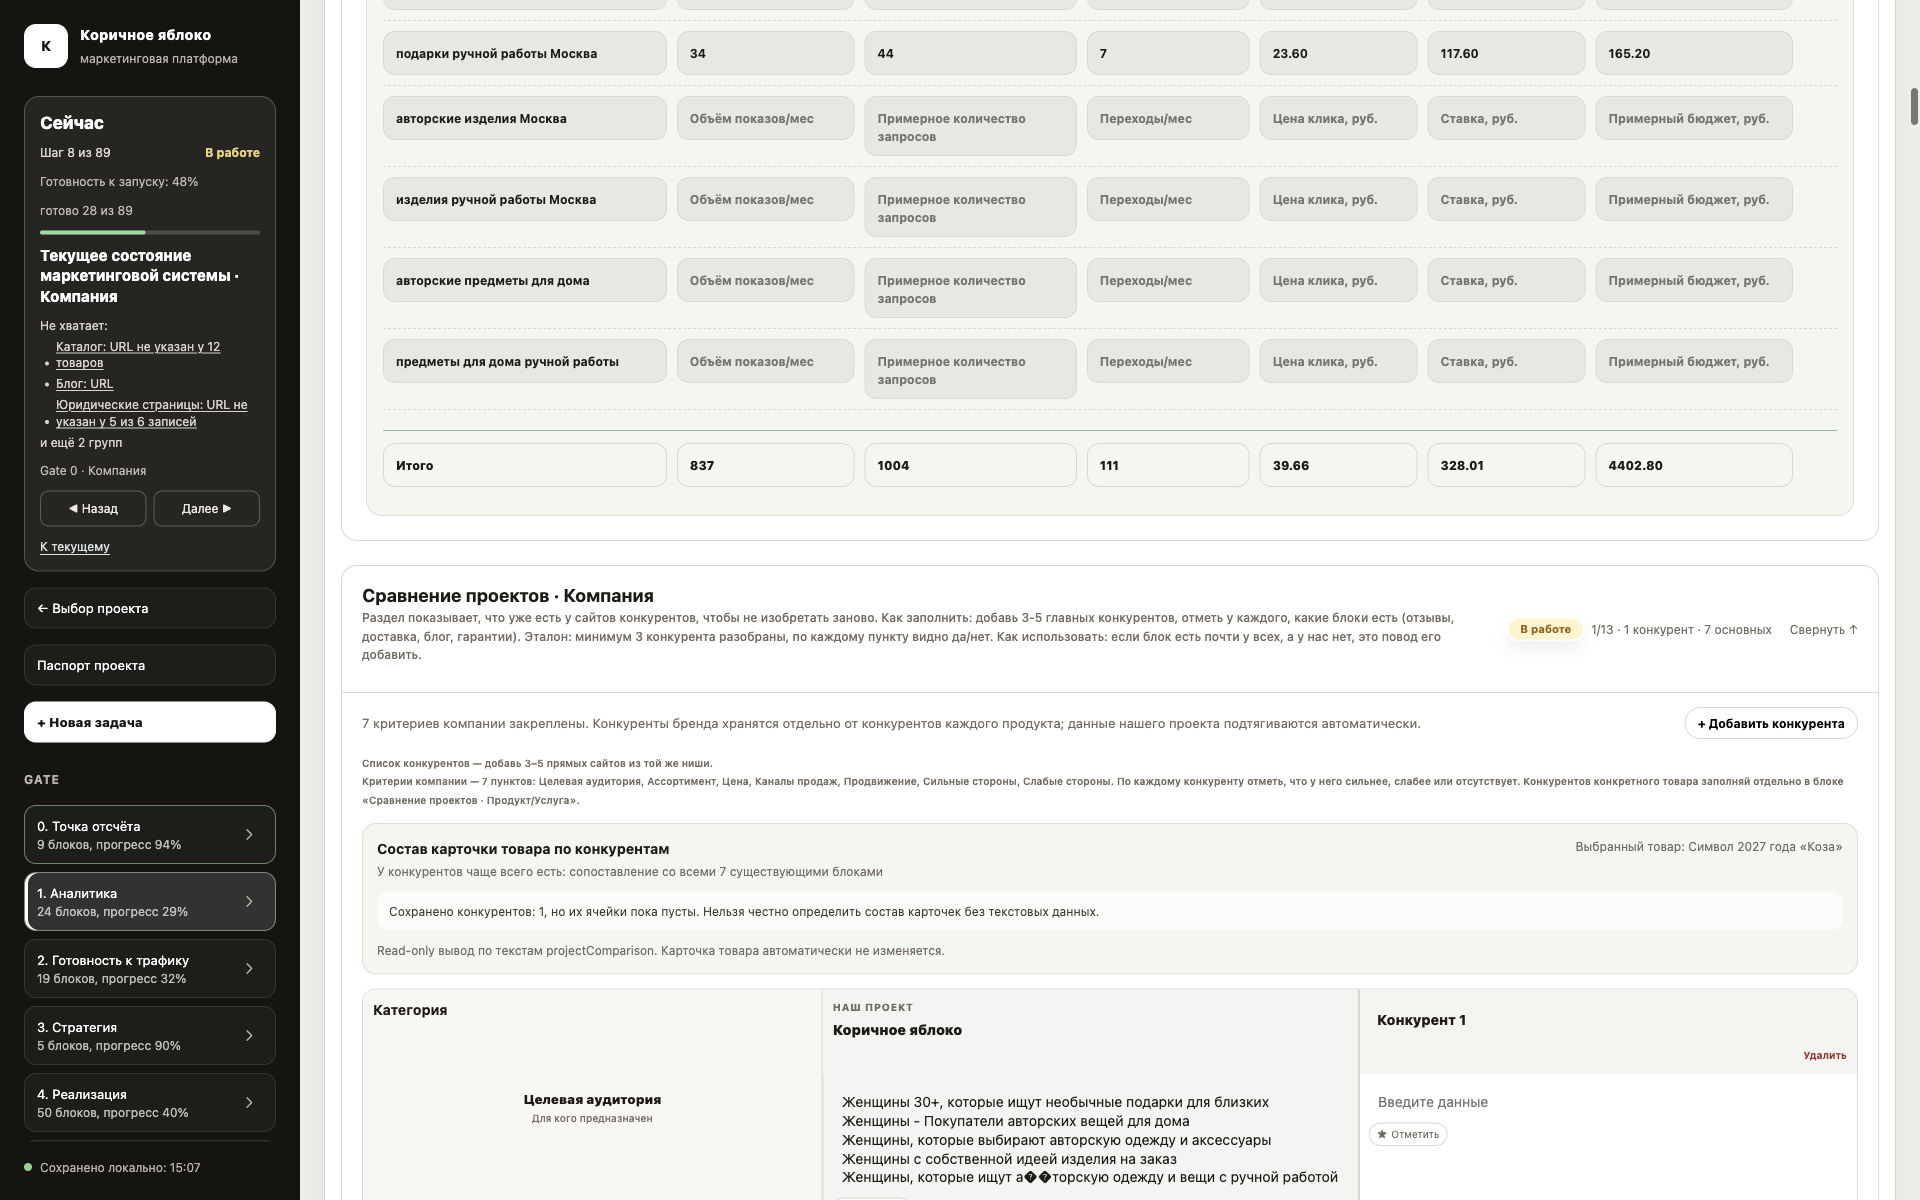 К
Коричное яблоко
маркетинговая платформа
Сейчас
Шаг 8 из 89
В работе
Готовность к запуску: 48%
готово 28 из 89
Текущее состояние
маркетинговой системы ·
Компания
Не хватает:
• Каталог: URL не указан у 12
товаров
• Блог: URL
• Юридические страницы: URL не
указан у 5 из 6 записей
и ещё 2 групп
Gate 0 · Компания
◀ Назад
Далее ▶
К текущему
← Выбор проекта
Паспорт проекта
+ Новая задача
GATE
0. Точка отсчёта
9 блоков, прогресс 94%
1. Аналитика
24 блоков, прогресс 29%
2. Готовность к трафику
19 блоков, прогресс 32%
3. Стратегия
5 блоков, прогресс 90%
4. Реализация
50 блоков, прогресс 40%
Сохранено локально: 15:07
подарки ручной работы Москва 34 44 7 23.60 117.60 165.20
авторские изделия Москва Объём показов/мес Примерное количество Переходы/мес Цена клика, руб. Ставка, руб. Примерный бюджет, руб.
запросов
изделия ручной работы Москва Объём показов/мес Примерное количество Переходы/мес Цена клика, руб. Ставка, руб. Примерный бюджет, руб.
запросов
авторские предметы для дома Объём показов/мес Примерное количество Переходы/мес Цена клика, руб. Ставка, руб. Примерный бюджет, руб.
запросов
предметы для дома ручной работы Объём показов/мес Примерное количество Переходы/мес Цена клика, руб. Ставка, руб. Примерный бюджет, руб.
запросов
Итого 837 1004 111 39.66 328.01 4402.80
Сравнение проектов · Компания
Раздел показывает, что уже есть у сайтов конкурентов, чтобы не изобретать заново. Как заполнить: добавь 3-5 главных конкурентов, отметь у каждого, какие блоки есть (отзывы,
доставка, блог, гарантии). Эталон: минимум 3 конкурента разобраны, по каждому пункту видно да/нет. Как использовать: если блок есть почти у всех, а у нас нет, это повод его
добавить.
В работе
1/13 · 1 конкурент · 7 основных
Свернуть ↑
7 критериев компании закреплены. Конкуренты бренда хранятся отдельно от конкурентов каждого продукта; данные нашего проекта подтягиваются автоматически.
+ Добавить конкурента
Список конкурентов — добавь 3–5 прямых сайтов из той же ниши.
Критерии компании — 7 пунктов: Целевая аудитория, Ассортимент, Цена, Каналы продаж, Продвижение, Сильные стороны, Слабые стороны. По каждому конкуренту отметь, что у него сильнее, слабее или отсутствует. Конкурентов конкретного товара заполняй отдельно в блоке
«Сравнение проектов · Продукт/Услуга».
Состав карточки товара по конкурентам
Выбранный товар: Символ 2027 года «Коза»
У конкурентов чаще всего есть: сопоставление со всеми 7 существующими блоками
Сохранено конкурентов: 1, но их ячейки пока пусты. Нельзя честно определить состав карточек без текстовых данных.
Read-only вывод по текстам projectComparison. Карточка товара автоматически не изменяется.
Категория
НАШ ПРОЕКТ
Коричное яблоко
Конкурент 1
Удалить
Целевая аудитория
Для кого предназначен
Женщины 30+, которые ищут необычные подарки для близких
Женщины - Покупатели авторских вещей для дома
Женщины, которые выбирают авторскую одежду и аксессуары
Женщины с собственной идеей изделия на заказ
Женщины, которые ищут а��торскую одежду и вещи с ручной работой
Введите данные
★ Отметить